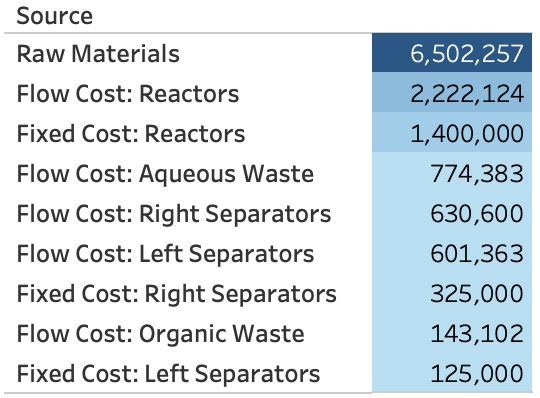 Source
Raw Materials 6,502,257
Flow Cost: Reactors 2,222,124
Fixed Cost: Reactors 1,400,000
Flow Cost: Aqueous Waste 774,383
Flow Cost: Right Separators 630,600
Flow Cost: Left Separators 601,363
Fixed Cost: Right Separators 325,000
Flow Cost: Organic Waste 143,102
Fixed Cost: Left Separators 125,000